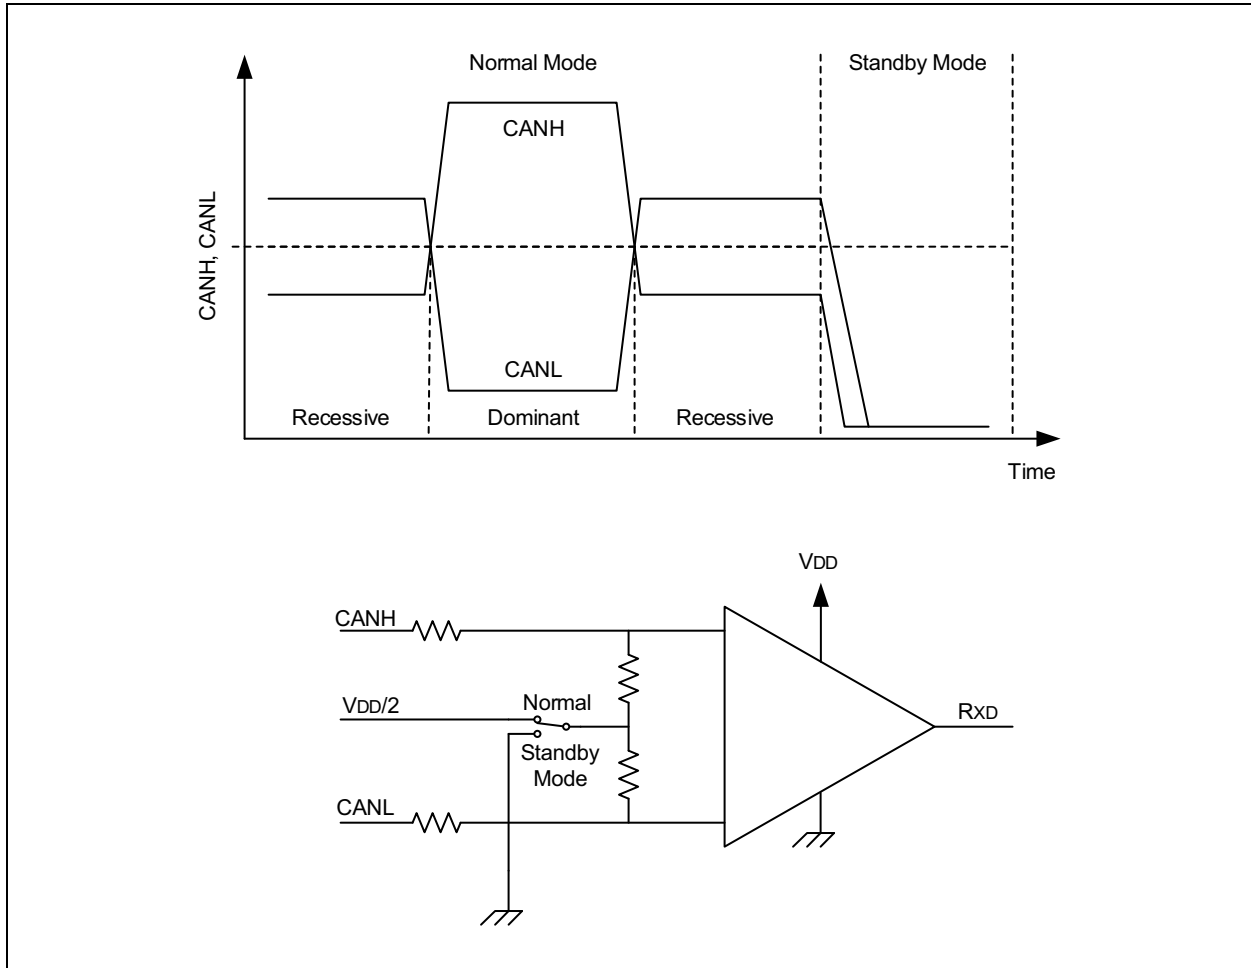 Normal Mode
Standby Mode
CANH
CANH, CANL
CANL
Recessive
Dominant
Recessive
Time
VDD
CANH
VDD/2
Normal
RXD
Standby
Mode
CANL